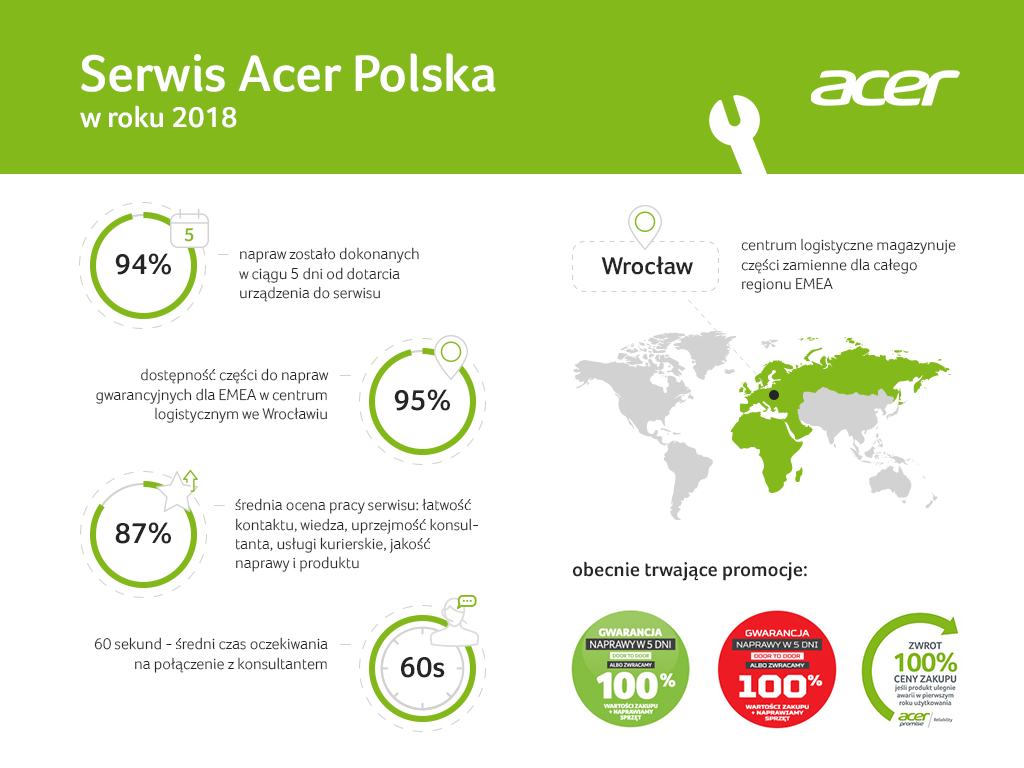 Serwis Acer Polska
w roku 2018
acer
5
94%
napraw zostało dokonanych
w ciągu 5 dni od dotarcia
urządzenia do serwisu
dostępność części do napraw
gwarancyjnych dla EMEA w centrum
logistycznym we Wrocławiu
95%
87%
średnia ocena pracy serwisu: łatwość
kontaktu, wiedza, uprzejmość konsul-
tanta, usługi kurierskie, jakość
naprawy i produktu
60 sekund - średni czas oczekiwania
na połączenie z konsultantem
60s
Wrocław
centrum logistyczne magazynuje
części zamienne dla całego
regionu EMEA
obecnie trwające promocje:
GWARANCJA
NAPRAWY W 5 DNI
DOOR TO DOOR
ALBO ZWRACAMY
100%
WARTOŚCI ZAKUPU
+ NAPRAWIAMY
SPRZĘT
GWARANCJA
NAPRAWY W 5 DNI
DOOR TO DOOR
ALBO ZWRACAMY
100%
WARTOŚCI ZAKUPU
+ NAPRAWIAMY
SPRZĘT
ZWROT
100%
CENY ZAKUPU
jeśli produkt ulegnie
awarii w pierwszym
roku użytkowania
acer
promise
Reliability